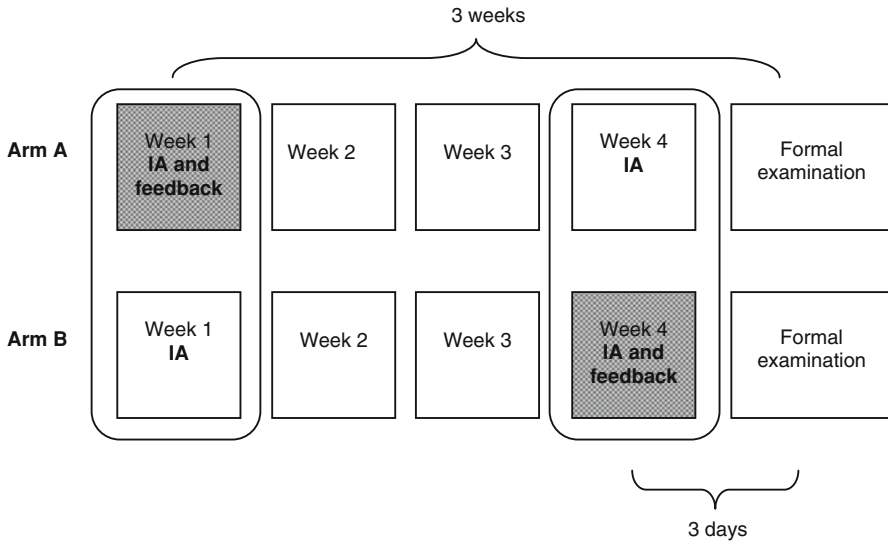 3 weeks
Arm A
Week 1
IA and
feedback
Week 2
Week 3
Week 4
IA
Formal
examination
Arm B
Week 1
IA
Week 2
Week 3
Week 4
IA and
feedback
Formal
examination
3 days